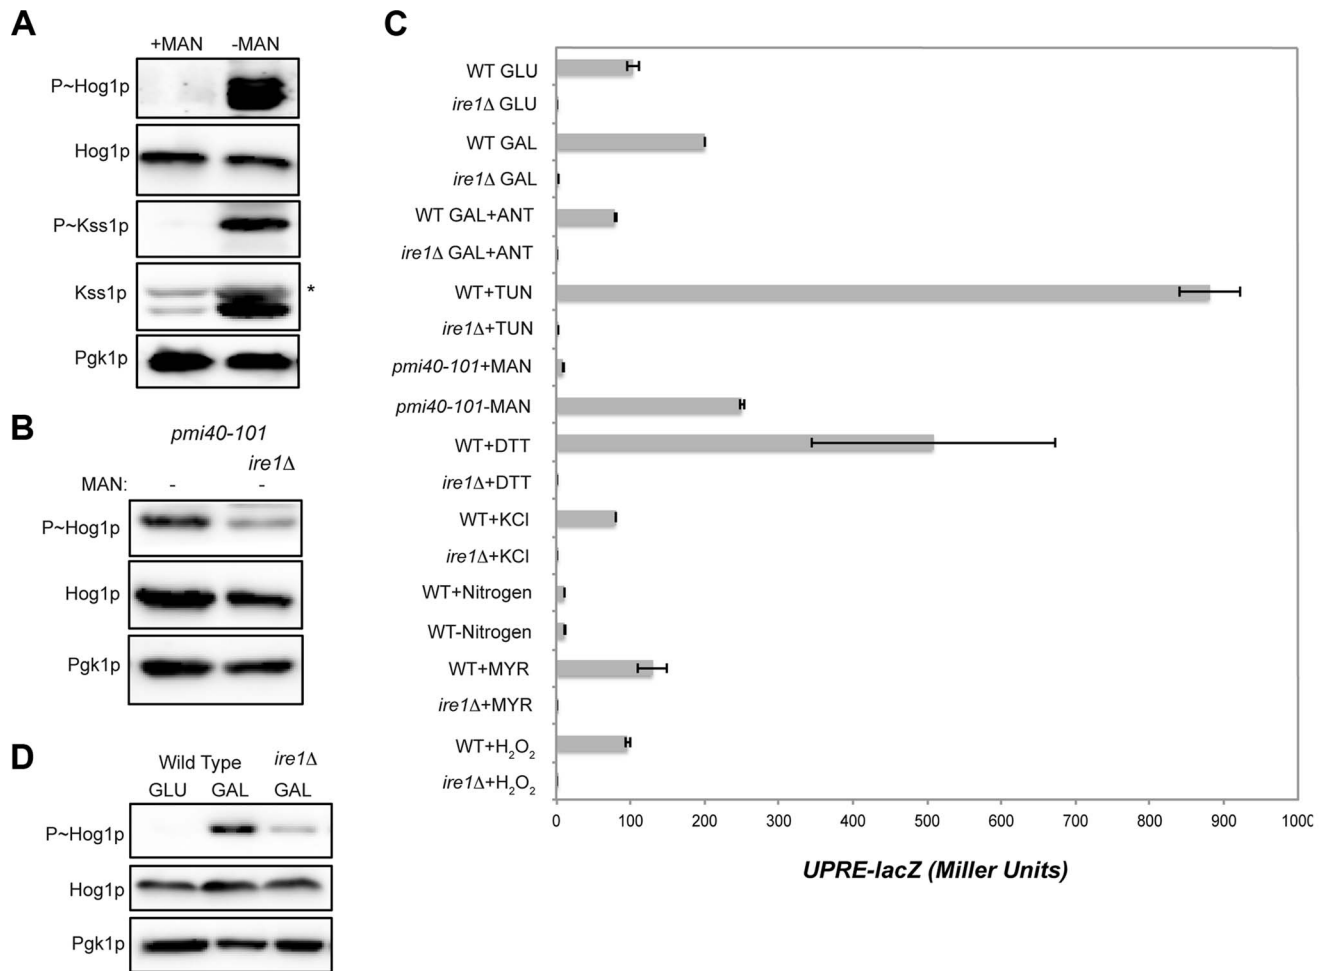 A
+MAN -MAN
P~Hog1p
Hog1p
P~Kss1p
Kss1p *
Pgk1p
B
pmi40-101
ire1Δ
MAN: - -
P~Hog1p
Hog1p
Pgk1p
C
WT GLU
ire1Δ GLU
WT GAL
ire1Δ GAL
WT GAL+ANT
ire1Δ GAL+ANT
WT+TUN
ire1Δ+TUN
pmi40-101+MAN
pmi40-101-MAN
WT+DTT
ire1Δ+DTT
WT+KCl
ire1Δ+KCl
WT+Nitrogen
WT-Nitrogen
WT+MYR
ire1Δ+MYR
WT+H₂O₂
ire1Δ+H₂O₂
0 100 200 300 400 500 600 700 800 900 1000
UPRE-lacZ (Miller Units)
D
Wild Type ire1Δ
GLU GAL GAL
P~Hog1p
Hog1p
Pgk1p